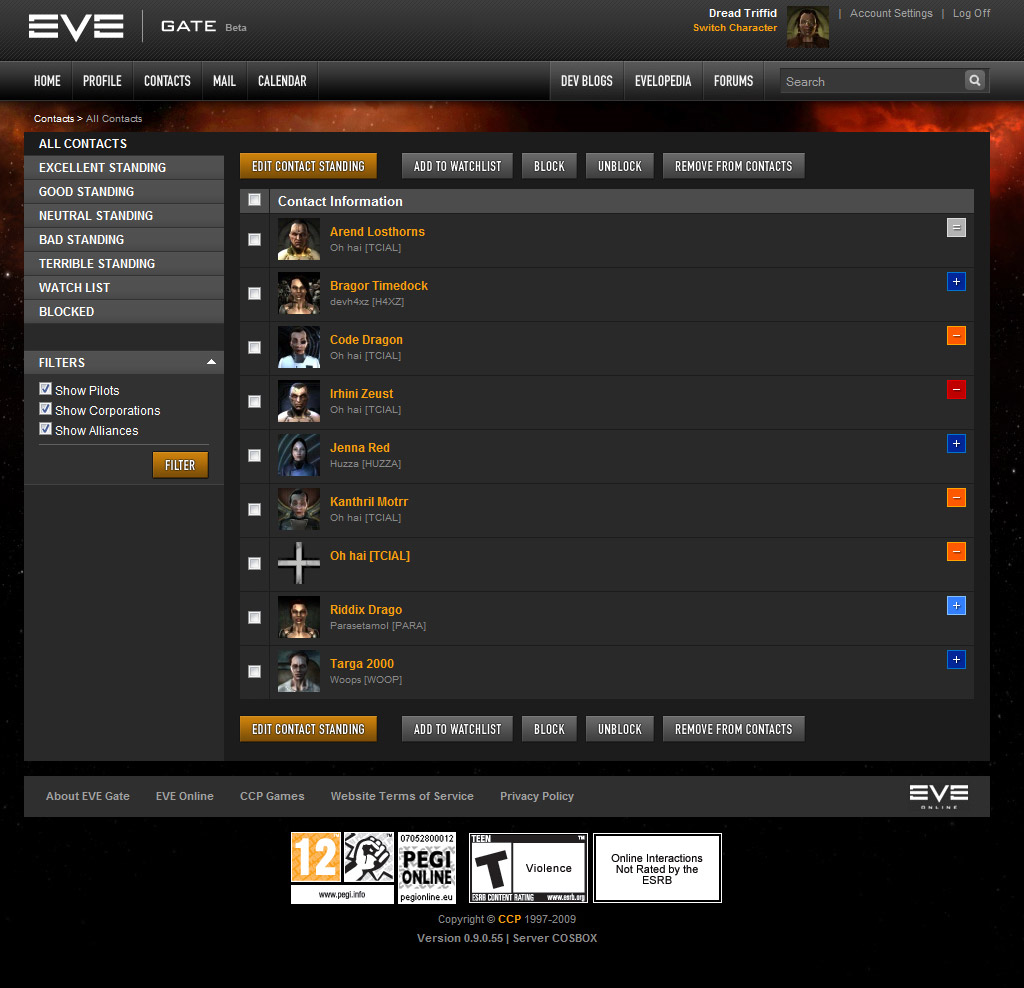 EVE GATE Beta
Dread Triffid | Account Settings | Log Off
Switch Character
HOME PROFILE CONTACTS MAIL CALENDAR DEV BLOGS EVELOPEDIA FORUMS Search
Contacts > All Contacts
ALL CONTACTS
EXCELLENT STANDING
GOOD STANDING
NEUTRAL STANDING
BAD STANDING
TERRIBLE STANDING
WATCH LIST
BLOCKED
FILTERS
Show Pilots
Show Corporations
Show Alliances
FILTER
EDIT CONTACT STANDING ADD TO WATCHLIST BLOCK UNBLOCK REMOVE FROM CONTACTS
Contact Information
Arend Losthorns =
Oh hai [TCIAL]
Bragor Timedock +
devh4xz [H4XZ]
Code Dragon −
Oh hai [TCIAL]
Irhini Zeust −
Oh hai [TCIAL]
Jenna Red +
Huzza [HUZZA]
Kanthril Motrr −
Oh hai [TCIAL]
Oh hai [TCIAL] −
Riddix Drago +
Parasetamol [PARA]
Targa 2000 +
Woops [WOOP]
EDIT CONTACT STANDING ADD TO WATCHLIST BLOCK UNBLOCK REMOVE FROM CONTACTS
About EVE Gate EVE Online CCP Games Website Terms of Service Privacy Policy EVE ONLINE
12
www.pegi.info
07052800012
PEGI
ONLINE
pegionline.eu
TEEN
T
Violence
ESRB CONTENT RATING www.esrb.org
Online Interactions
Not Rated by the
ESRB
Copyright © CCP 1997-2009
Version 0.9.0.55 | Server COSBOX